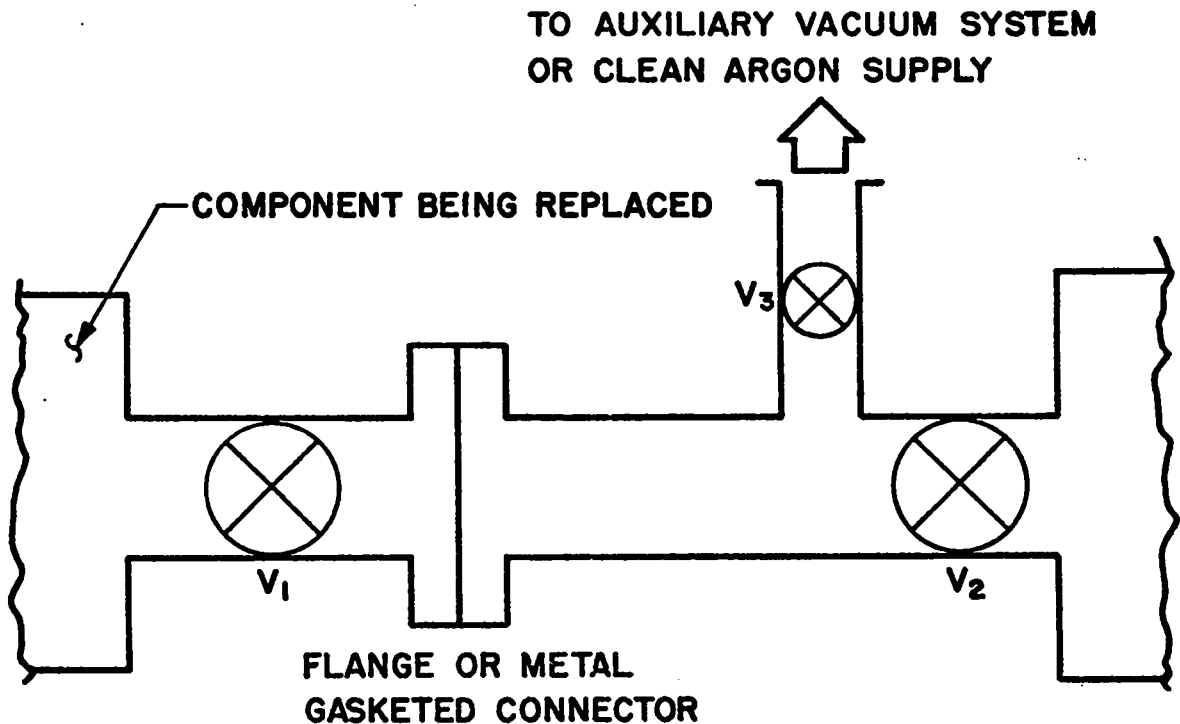 TO AUXILIARY VACUUM SYSTEM
OR CLEAN ARGON SUPPLY
COMPONENT BEING REPLACED
V3
V1
V2
FLANGE OR METAL
GASKETED CONNECTOR